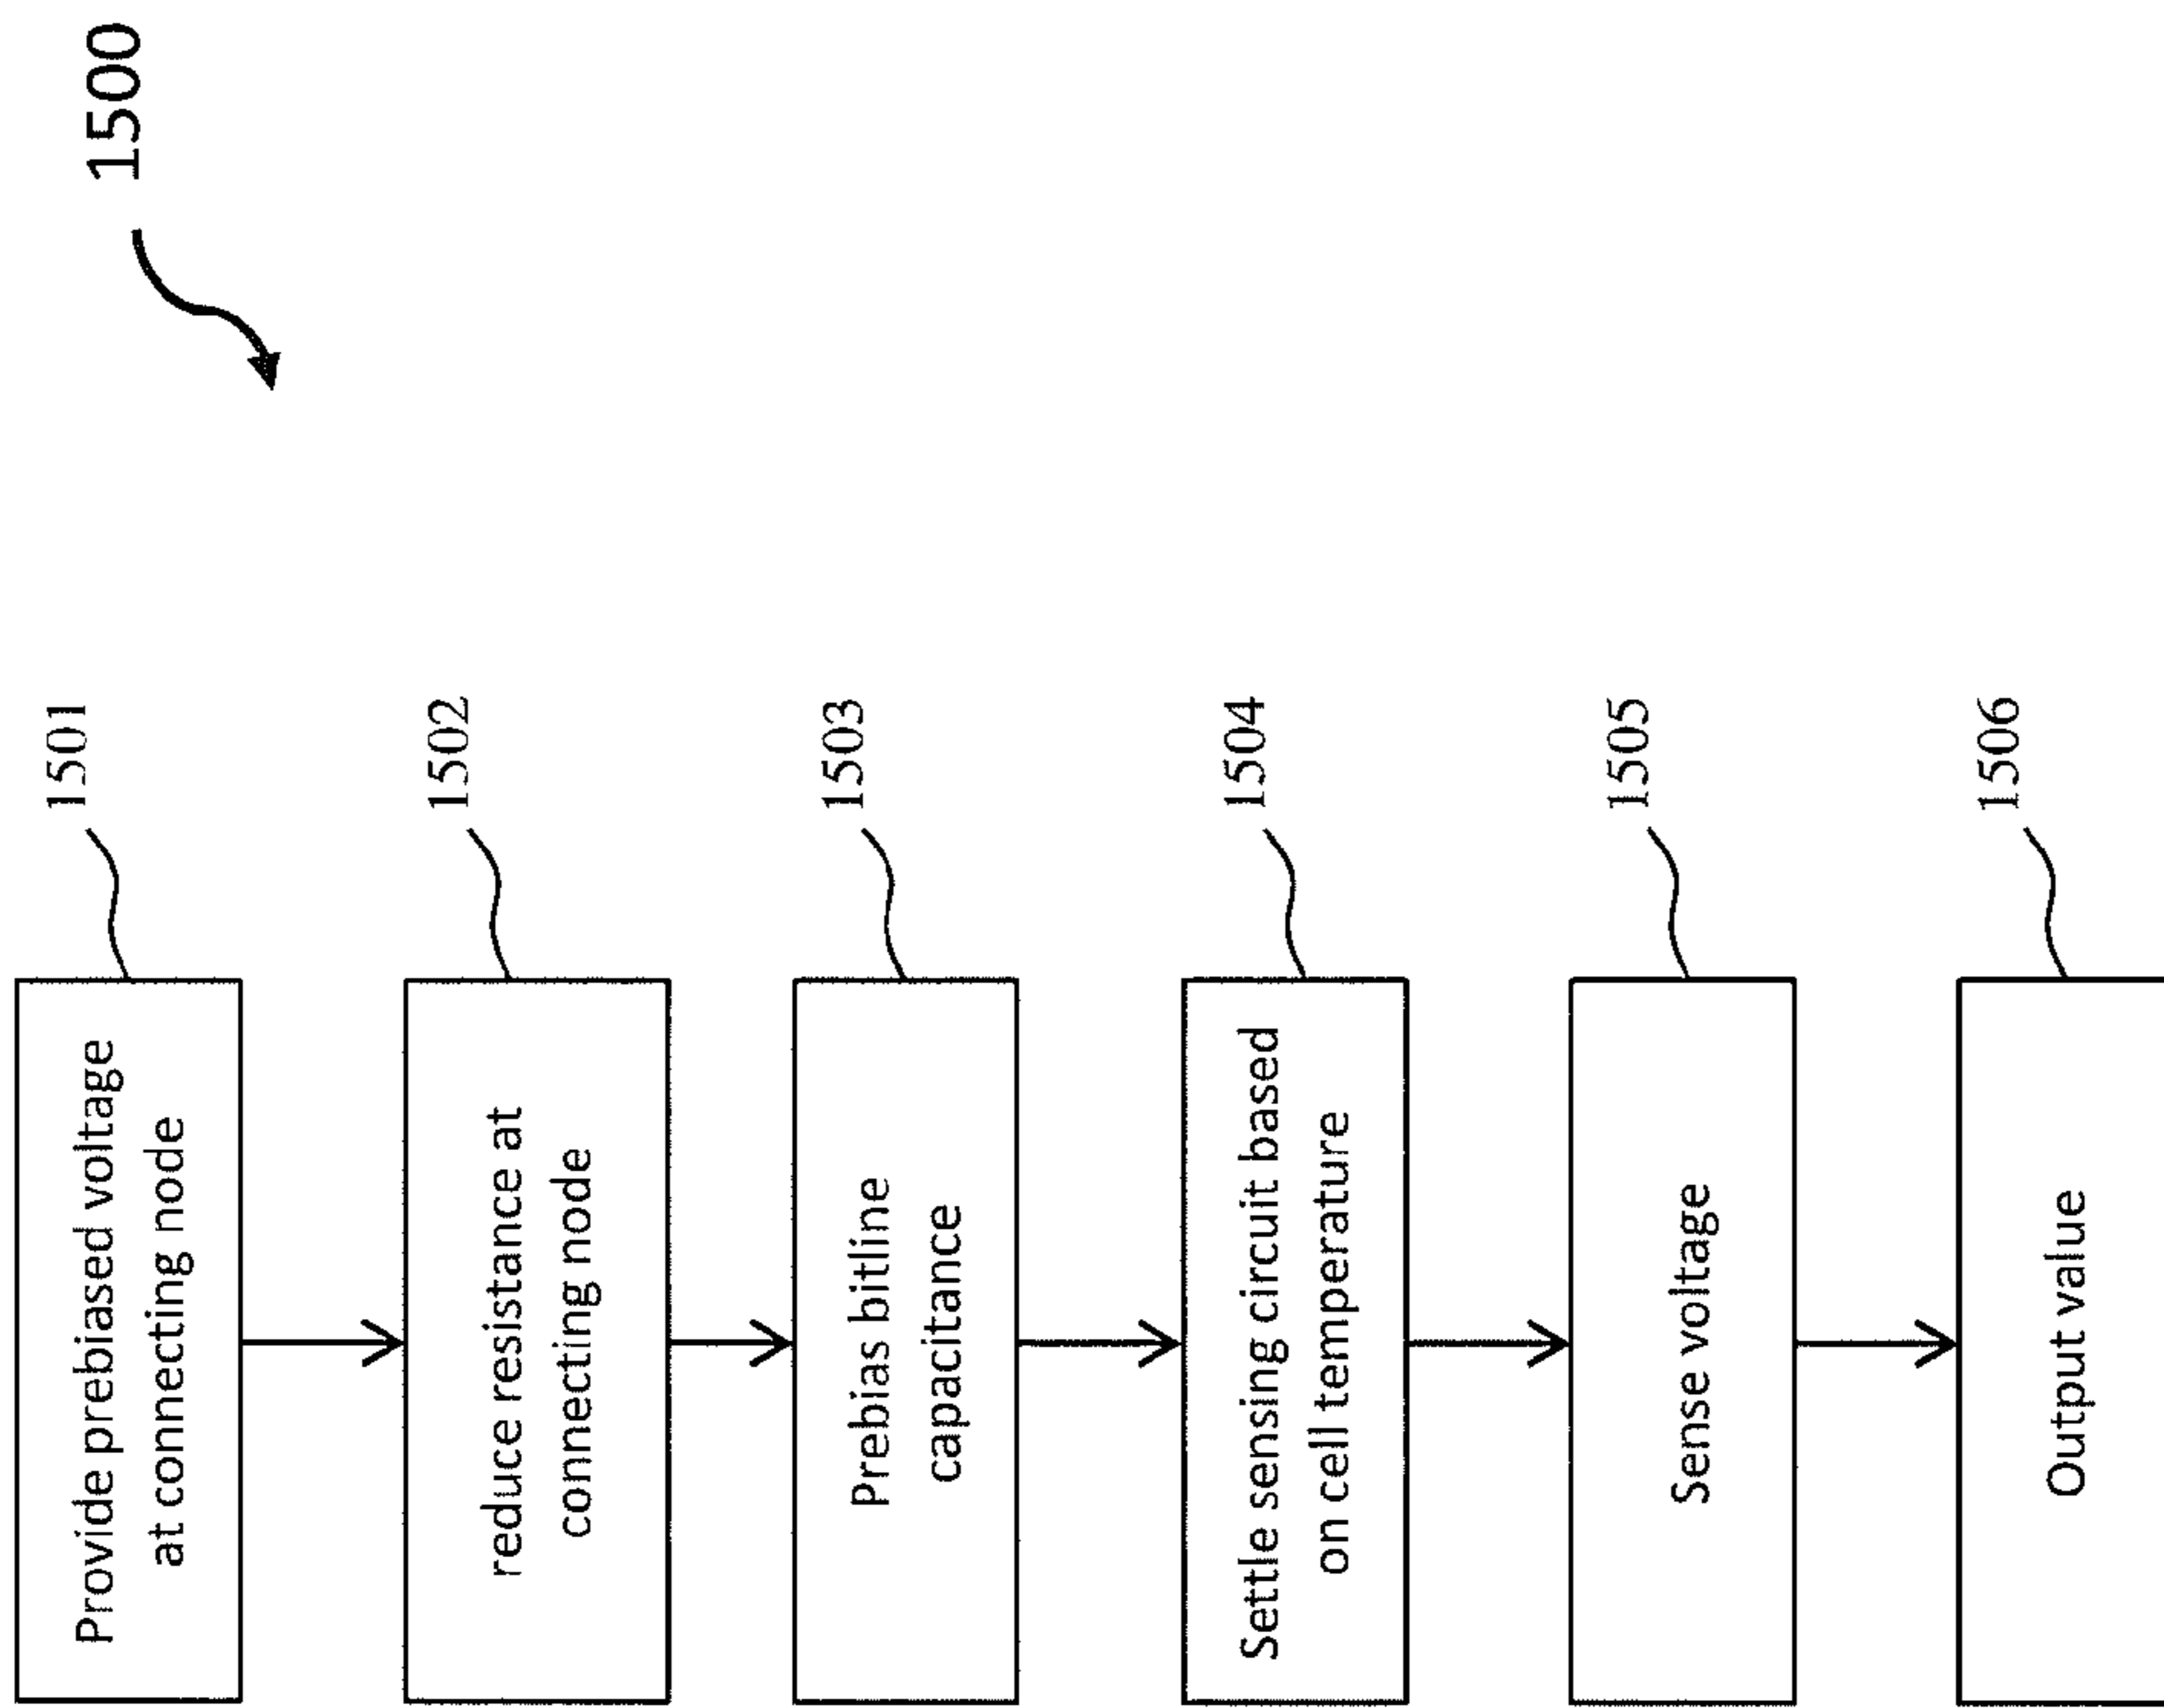 1500
Provide prebiased voltage
at connecting node
1501
reduce resistance at
connecting node
1502
Prebias bitline
capacitance
1503
Settle sensing circuit based
on cell temperature
1504
Sense voltage
1505
Output value
1506